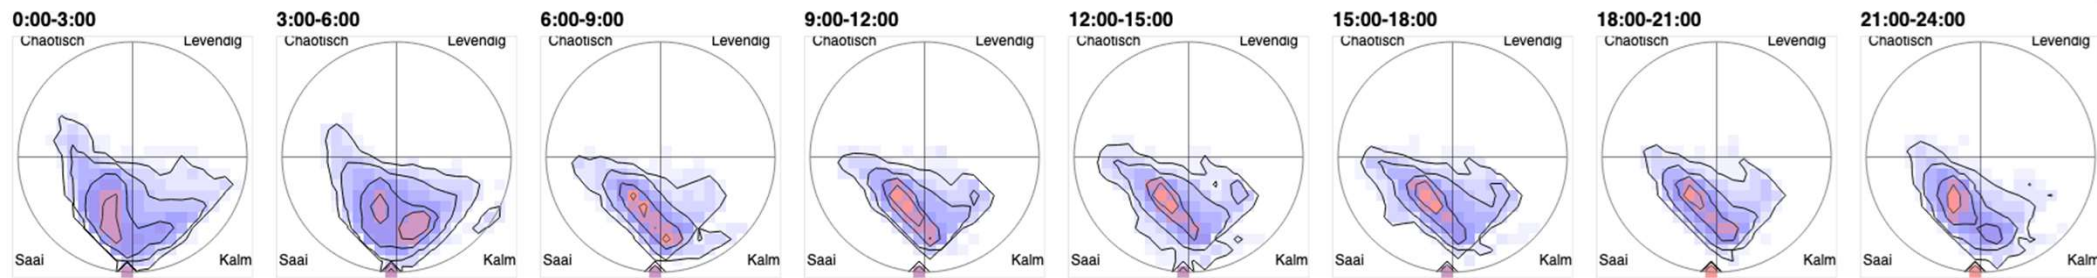 0:00-3:00 3:00-6:00 6:00-9:00 9:00-12:00 12:00-15:00 15:00-18:00 18:00-21:00 21:00-24:00
Chaotisch Levendig Chaotisch Levendig Chaotisch Levendig Chaotisch Levendig Chaotisch Levendig Chaotisch Levendig Chaotisch Levendig Chaotisch Levendig
Saai Kalm Saai Kalm Saai Kalm Saai Kalm Saai Kalm Saai Kalm Saai Kalm Saai Kalm